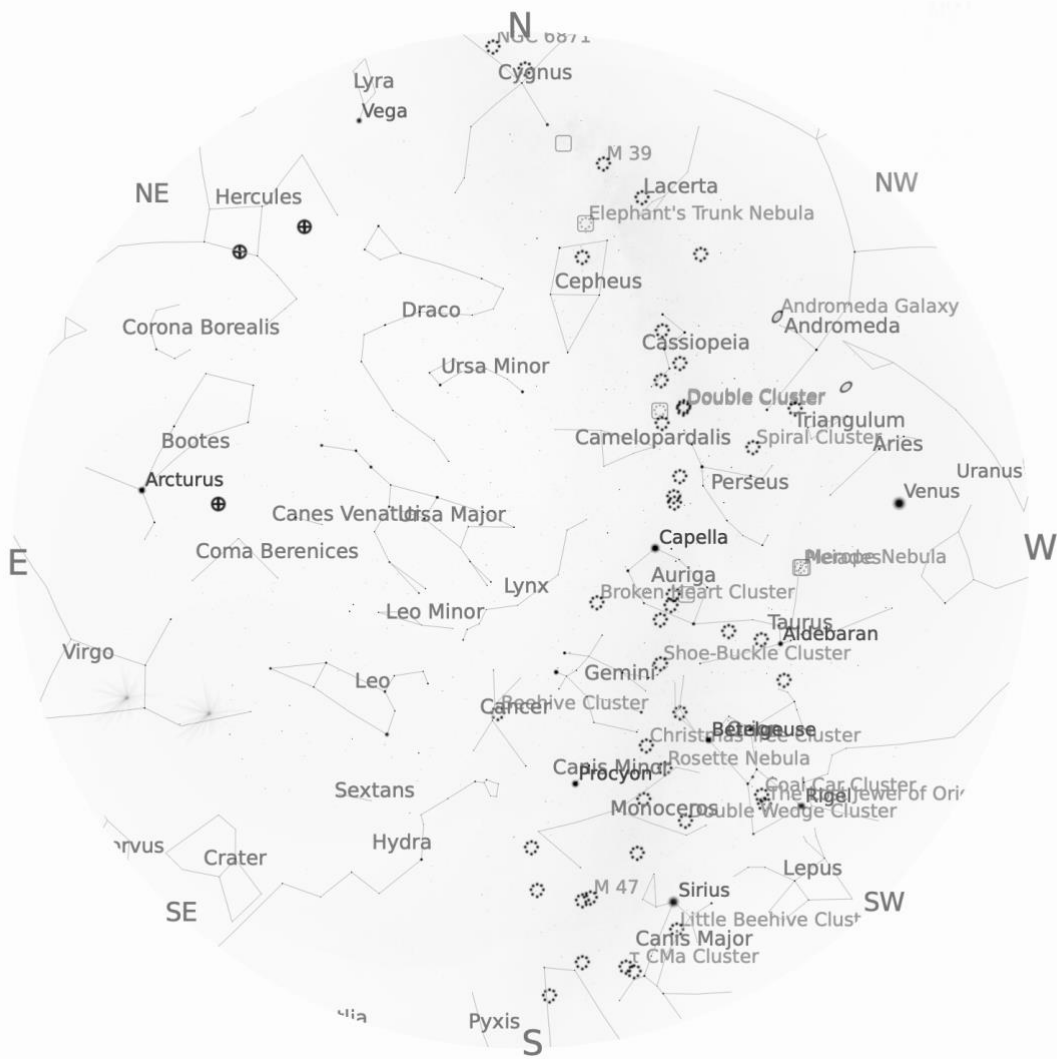 N
NGC 6871
Cygnus
Lyra
Vega
M 39
NW
Lacerta
NE
Hercules
Elephant's Trunk Nebula
Cepheus
Andromeda Galaxy
Draco
Andromeda
Corona Borealis
Cassiopeia
Ursa Minor
Double Cluster
Triangulum
Camelopardalis
Spiral Cluster
Bootes
Aries
Uranus
Arcturus
Perseus
Venus
Canes Venatici
Ursa Major
Capella
W
Coma Berenices
Nebula
E
Auriga
Lynx
Broken Heart Cluster
Leo Minor
Taurus
Aldebaran
Virgo
Shoe-Buckle Cluster
Gemini
Leo
Beehive Cluster
Cancer
Betelgeuse
Christmas Tree Cluster
Rosette Nebula
Canis Minor
Procyon
Coal Car Cluster
Sextans
Rigel
Monoceros
Double Wedge Cluster
Hydra
Crater
Lepus
M 47
Sirius
SW
SE
Little Beehive Clust
Canis Major
τ CMa Cluster
Pyxis
S